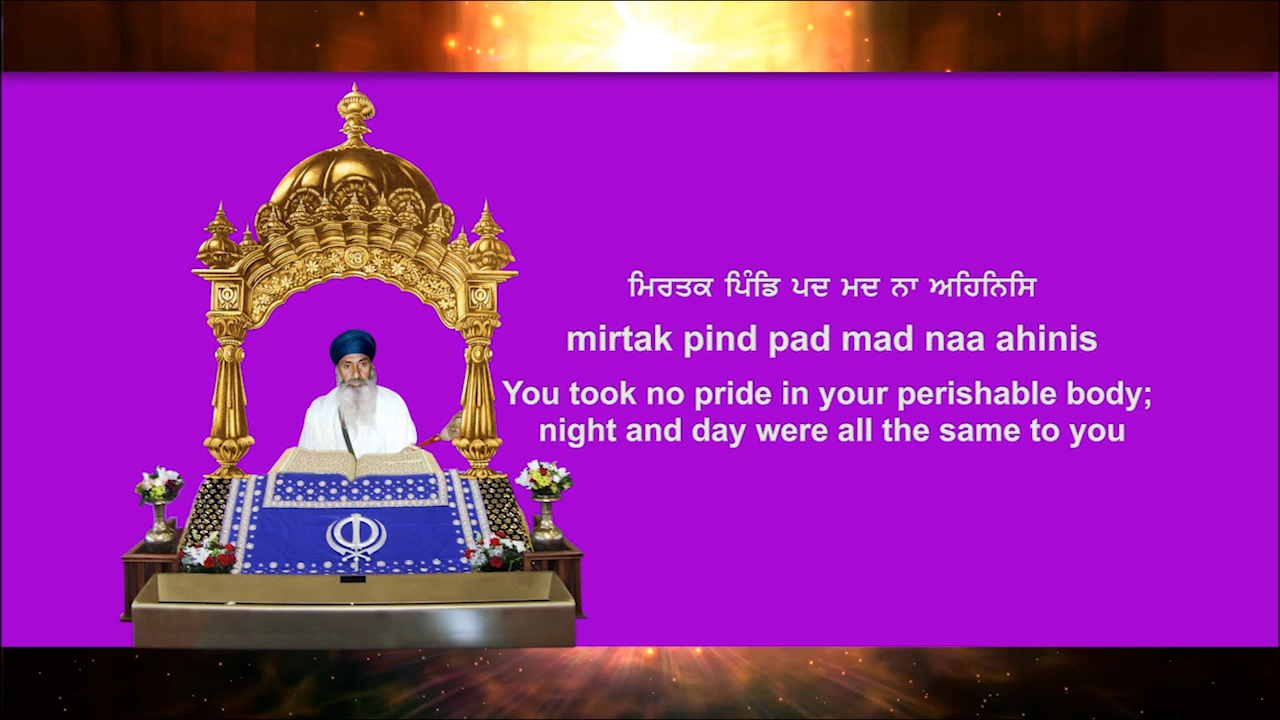 ਮਿਰਤਕ ਪਿੰਡਿ ਪਦ ਮਦ ਨਾ ਅਹਿਨਿਸਿ
mirtak pind pad mad naa ahinis
You took no pride in your perishable body;
night and day were all the same to you